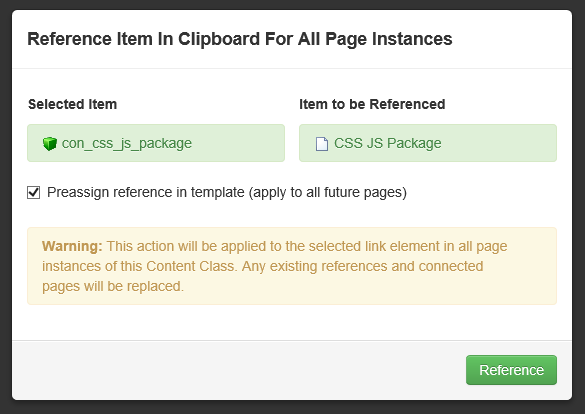 Reference Item In Clipboard For All Page Instances
Selected Item
Item to be Referenced
con_css_js_package
CSS JS Package
Preassign reference in template (apply to all future pages)
Warning: This action will be applied to the selected link element in all page
instances of this Content Class. Any existing references and connected
pages will be replaced.
Reference